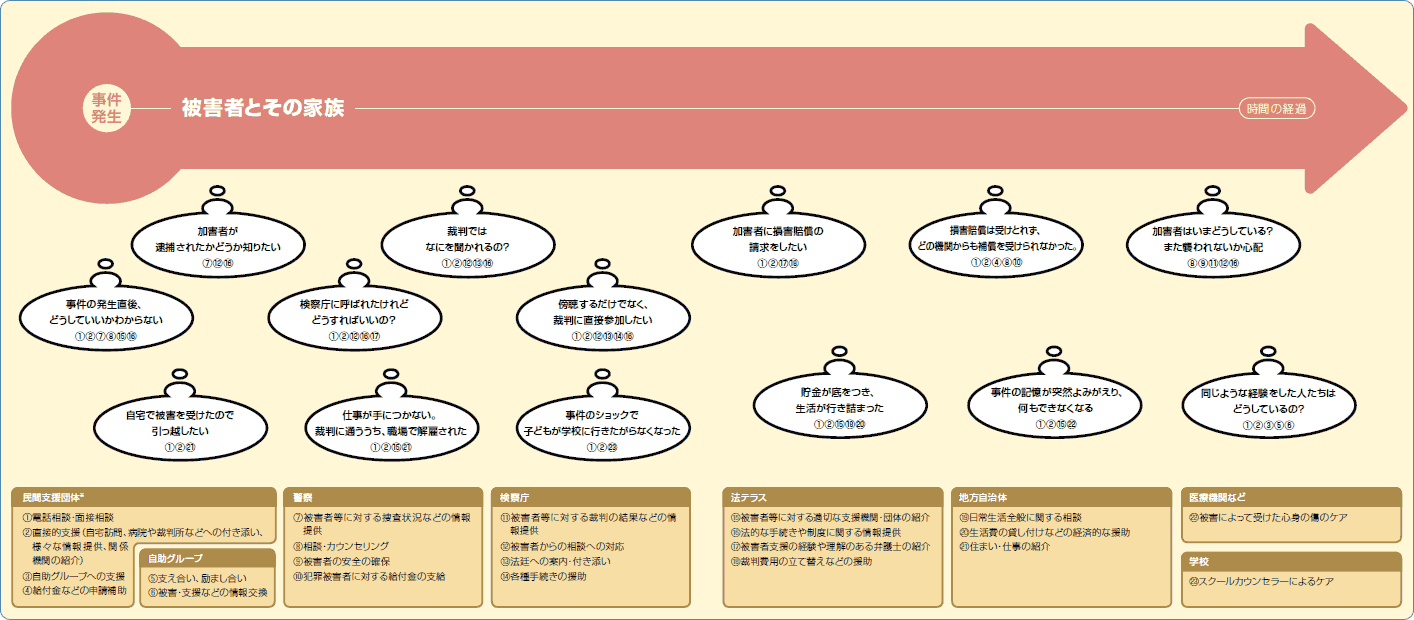 事件
発生
被害者とその家族
時間の経過
加害者が
逮捕されたかどうか知りたい
⑦⑫⑯
裁判では
なにを聞かれるの?
①②⑫⑬⑯
加害者に損害賠償の
請求をしたい
①②⑰⑱
損害賠償は受けとれず、
どの機関からも補償を受けられなかった。
①②④⑧⑩
加害者はいまどうしている?
また襲われないか心配
⑧⑨⑪⑫⑯
事件の発生直後、
どうしていいかわからない
①②⑦⑧⑮⑯
検察庁に呼ばれたけれど
どうすればいいの?
①②⑫⑯⑰
傍聴するだけでなく、
裁判に直接参加したい
①②⑫⑬⑭⑯
自宅で被害を受けたので
引っ越したい
①②㉑
仕事が手につかない。
裁判に通ううち、職場で解雇された
①②⑮㉑
事件のショックで
子どもが学校に行きたがらなくなった
①②㉓
貯金が底をつき、
生活が行き詰まった
①②⑮⑲⑳
事件の記憶が突然よみがえり、
何もできなくなる
①②⑮㉒
同じような経験をした人たちは
どうしているの?
①②③⑤⑥
民間支援団体*
①電話相談・面接相談
②直接的支援(自宅訪問、病院や裁判所などへの付き添い、
様々な情報提供、関係
機関の紹介)
③自助グループへの支援
④給付金などの申請補助
自助グループ
⑤支え合い、励まし合い
⑥被害・支援などの情報交換
警察
⑦被害者等に対する捜査状況などの情報
提供
⑧相談・カウンセリング
⑨被害者の安全の確保
⑩犯罪被害者に対する給付金の支給
検察庁
⑪被害者等に対する裁判の結果などの情
報提供
⑫被害者からの相談への対応
⑬法廷への案内・付き添い
⑭各種手続きの援助
法テラス
⑮被害者等に対する適切な支援機関・団体の紹介
⑯法的な手続きや制度に関する情報提供
⑰被害者支援の経験や理解のある弁護士の紹介
⑱裁判費用の立て替えなどの援助
地方自治体
⑲日常生活全般に関する相談
⑳生活費の貸し付けなどの経済的な援助
㉑住まい・仕事の紹介
医療機関など
㉒被害によって受けた心身の傷のケア
学校
㉓スクールカウンセラーによるケア